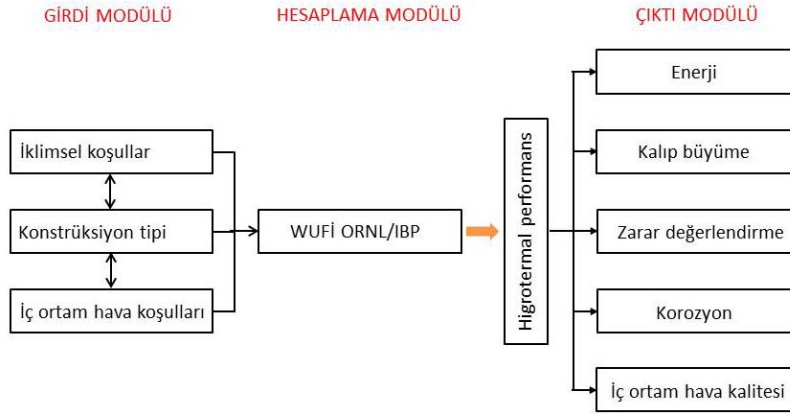 GİRDİ MODÜLÜ
HESAPLAMA MODÜLÜ
ÇIKTI MODÜLÜ
İklimsel koşullar
Konstrüksiyon tipi
İç ortam hava koşulları
WUFİ ORNL/IBP
Higrotermal performans
Enerji
Kalıp büyüme
Zarar değerlendirme
Korozyon
İç ortam hava kalitesi